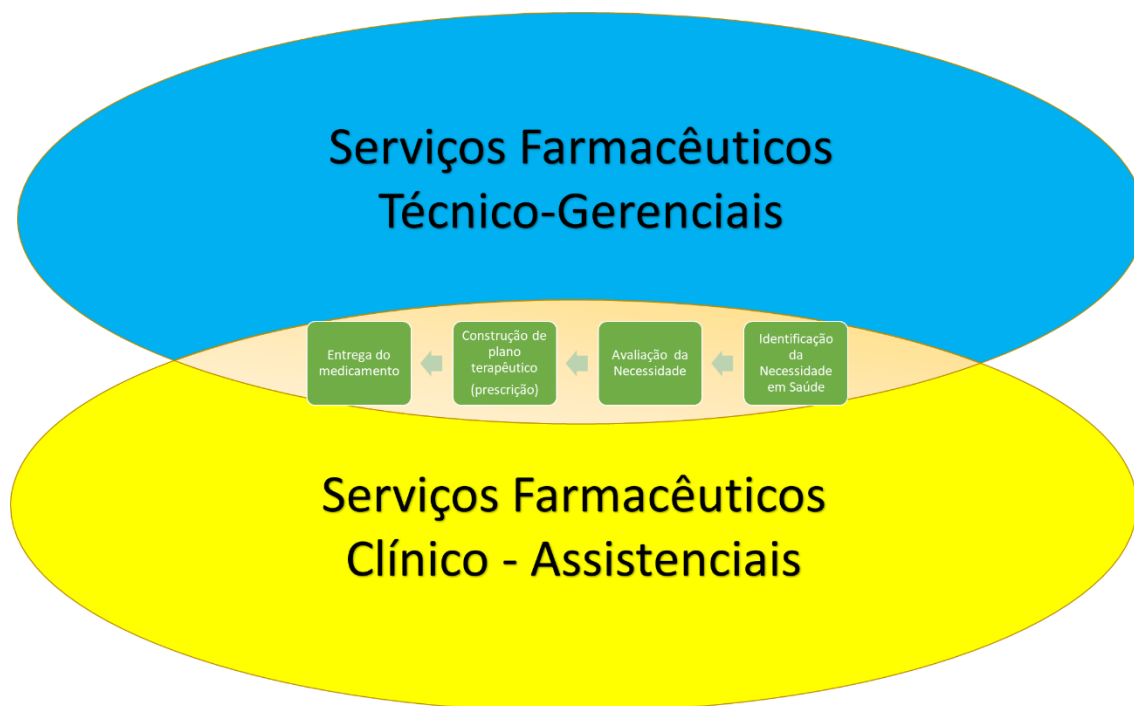 Serviços Farmacêuticos
Técnico-Gerenciais
Entrega do
medicamento
Construção de
plano
terapêutico
(prescrição)
Avaliação da
Necessidade
Identificação
da
Necessidade
em Saúde
Serviços Farmacêuticos
Clínico - Assistenciais